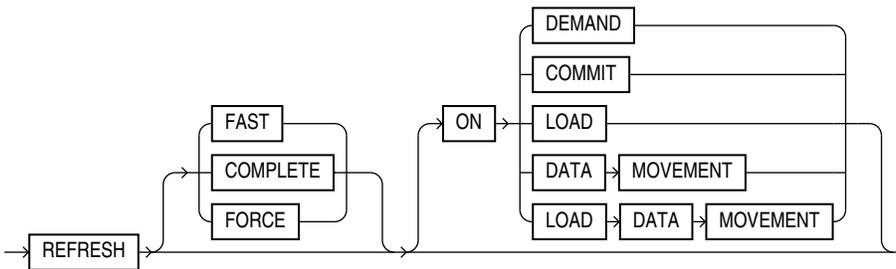 DEMAND
COMMIT
FAST ON LOAD
COMPLETE DATA MOVEMENT
FORCE LOAD DATA MOVEMENT
REFRESH